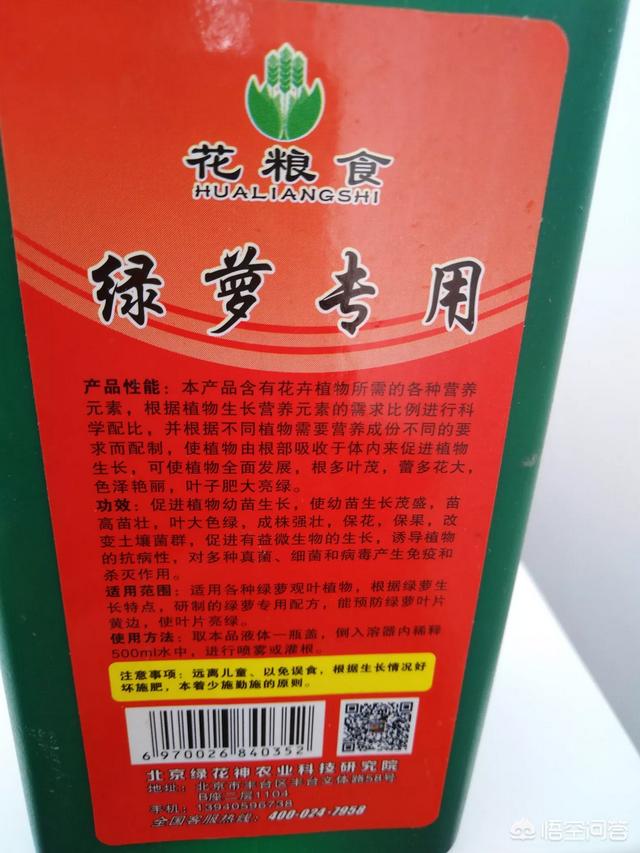 花粮食
HUALIANGSHI
绿萝专用
产品性能：本产品含有花卉植物所需的各种营养
元素，根据植物生长营养元素的需求比例进行科
学配比，并根据不同植物需要营养成份不同的要
求而配制，使植物由根部吸收于体内来促进植物
生长，可使植物全面发展，根多叶茂，蕾多花大，
色泽艳丽，叶子肥大亮绿。
功效：促进植物幼苗生长，使幼苗生长茂盛，苗
高苗壮，叶大色绿，成株强壮，保花，保果，改
变土壤菌群，促进有益微生物的生长，诱导植物
的抗病性，对多种真菌、细菌和病毒产生免疫和
杀灭作用。
适用范围：适用各种绿萝观叶植物，根据绿萝生
长特点，研制的绿萝专用配方，能预防绿萝叶片
黄边，使叶片亮绿。
使用方法：取本品液体一瓶盖，倒入溶器内稀释
500ml水中，进行喷雾或灌根。
注意事项：远离儿童、以免误食，根据生长情况好
坏施肥，本着少施勤施的原则。
6 970026 840352
北京绿花神农业科技研究院
地址：北京市丰台区丰台文体路58号
B座二层1104
手机：13940596738
全国客服热线：400-024-7958
悟空问答